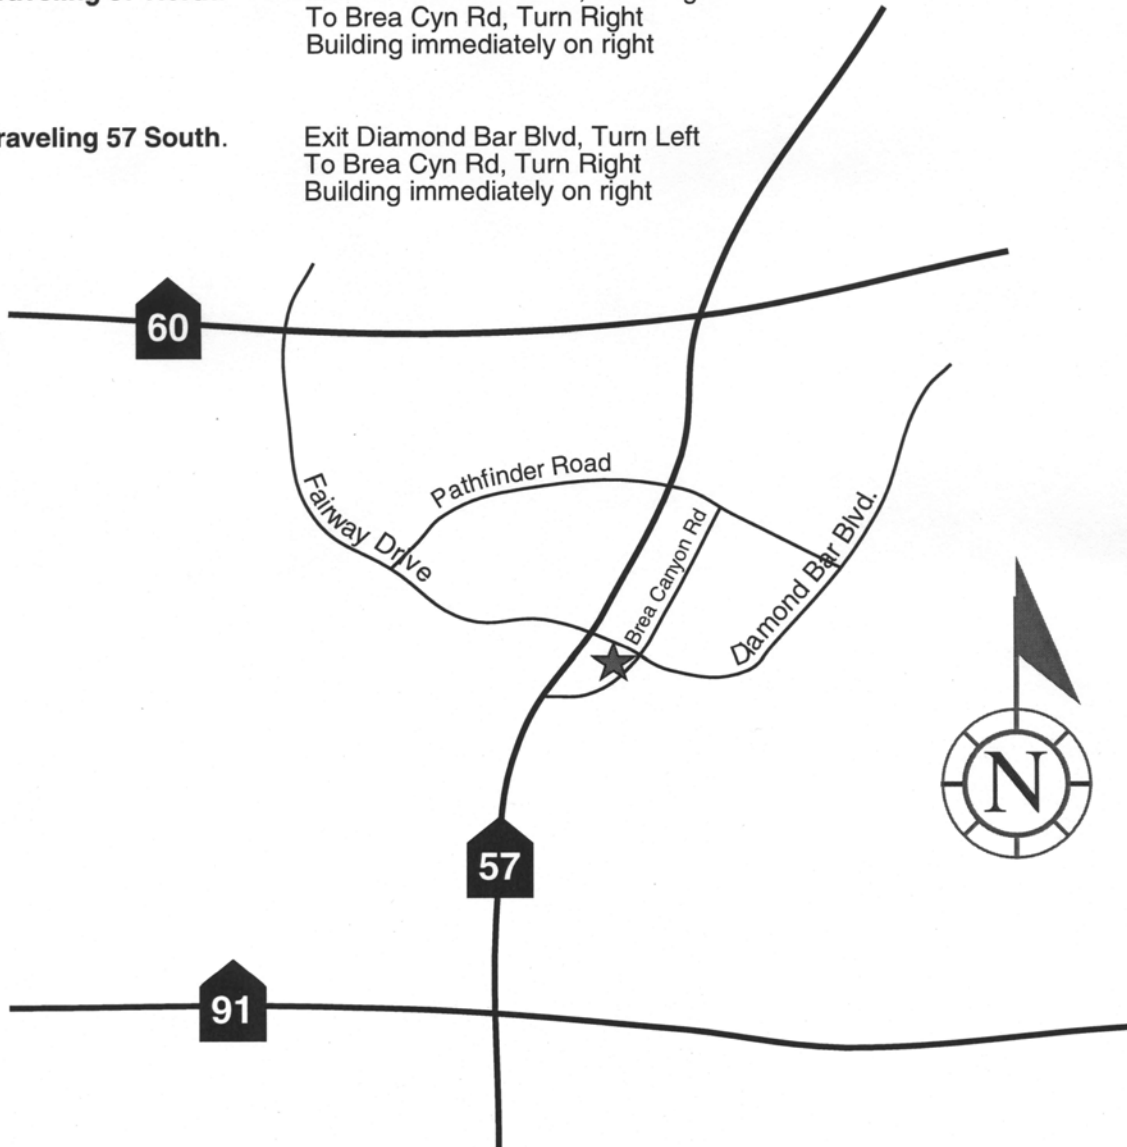 To Brea Cyn Rd, Turn Right
Building immediately on right
raveling 57 South. Exit Diamond Bar Blvd, Turn Left
To Brea Cyn Rd, Turn Right
Building immediately on right
60
Pathfinder Road
Fairway Drive
Brea Canyon Rd
Diamond Bar Blvd.
N
57
91